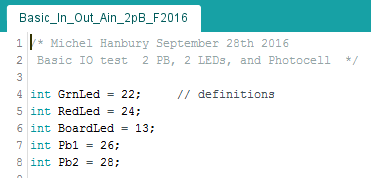 Basic_In_Out_Ain_2pB_F2016
1 /* Michel Hanbury September 28th 2016
2 Basic IO test  2 PB, 2 LEDs, and Photocell  */
3
4 int GrnLed = 22;     // definitions
5 int RedLed = 24;
6 int BoardLed = 13;
7 int Pb1 = 26;
8 int Pb2 = 28;